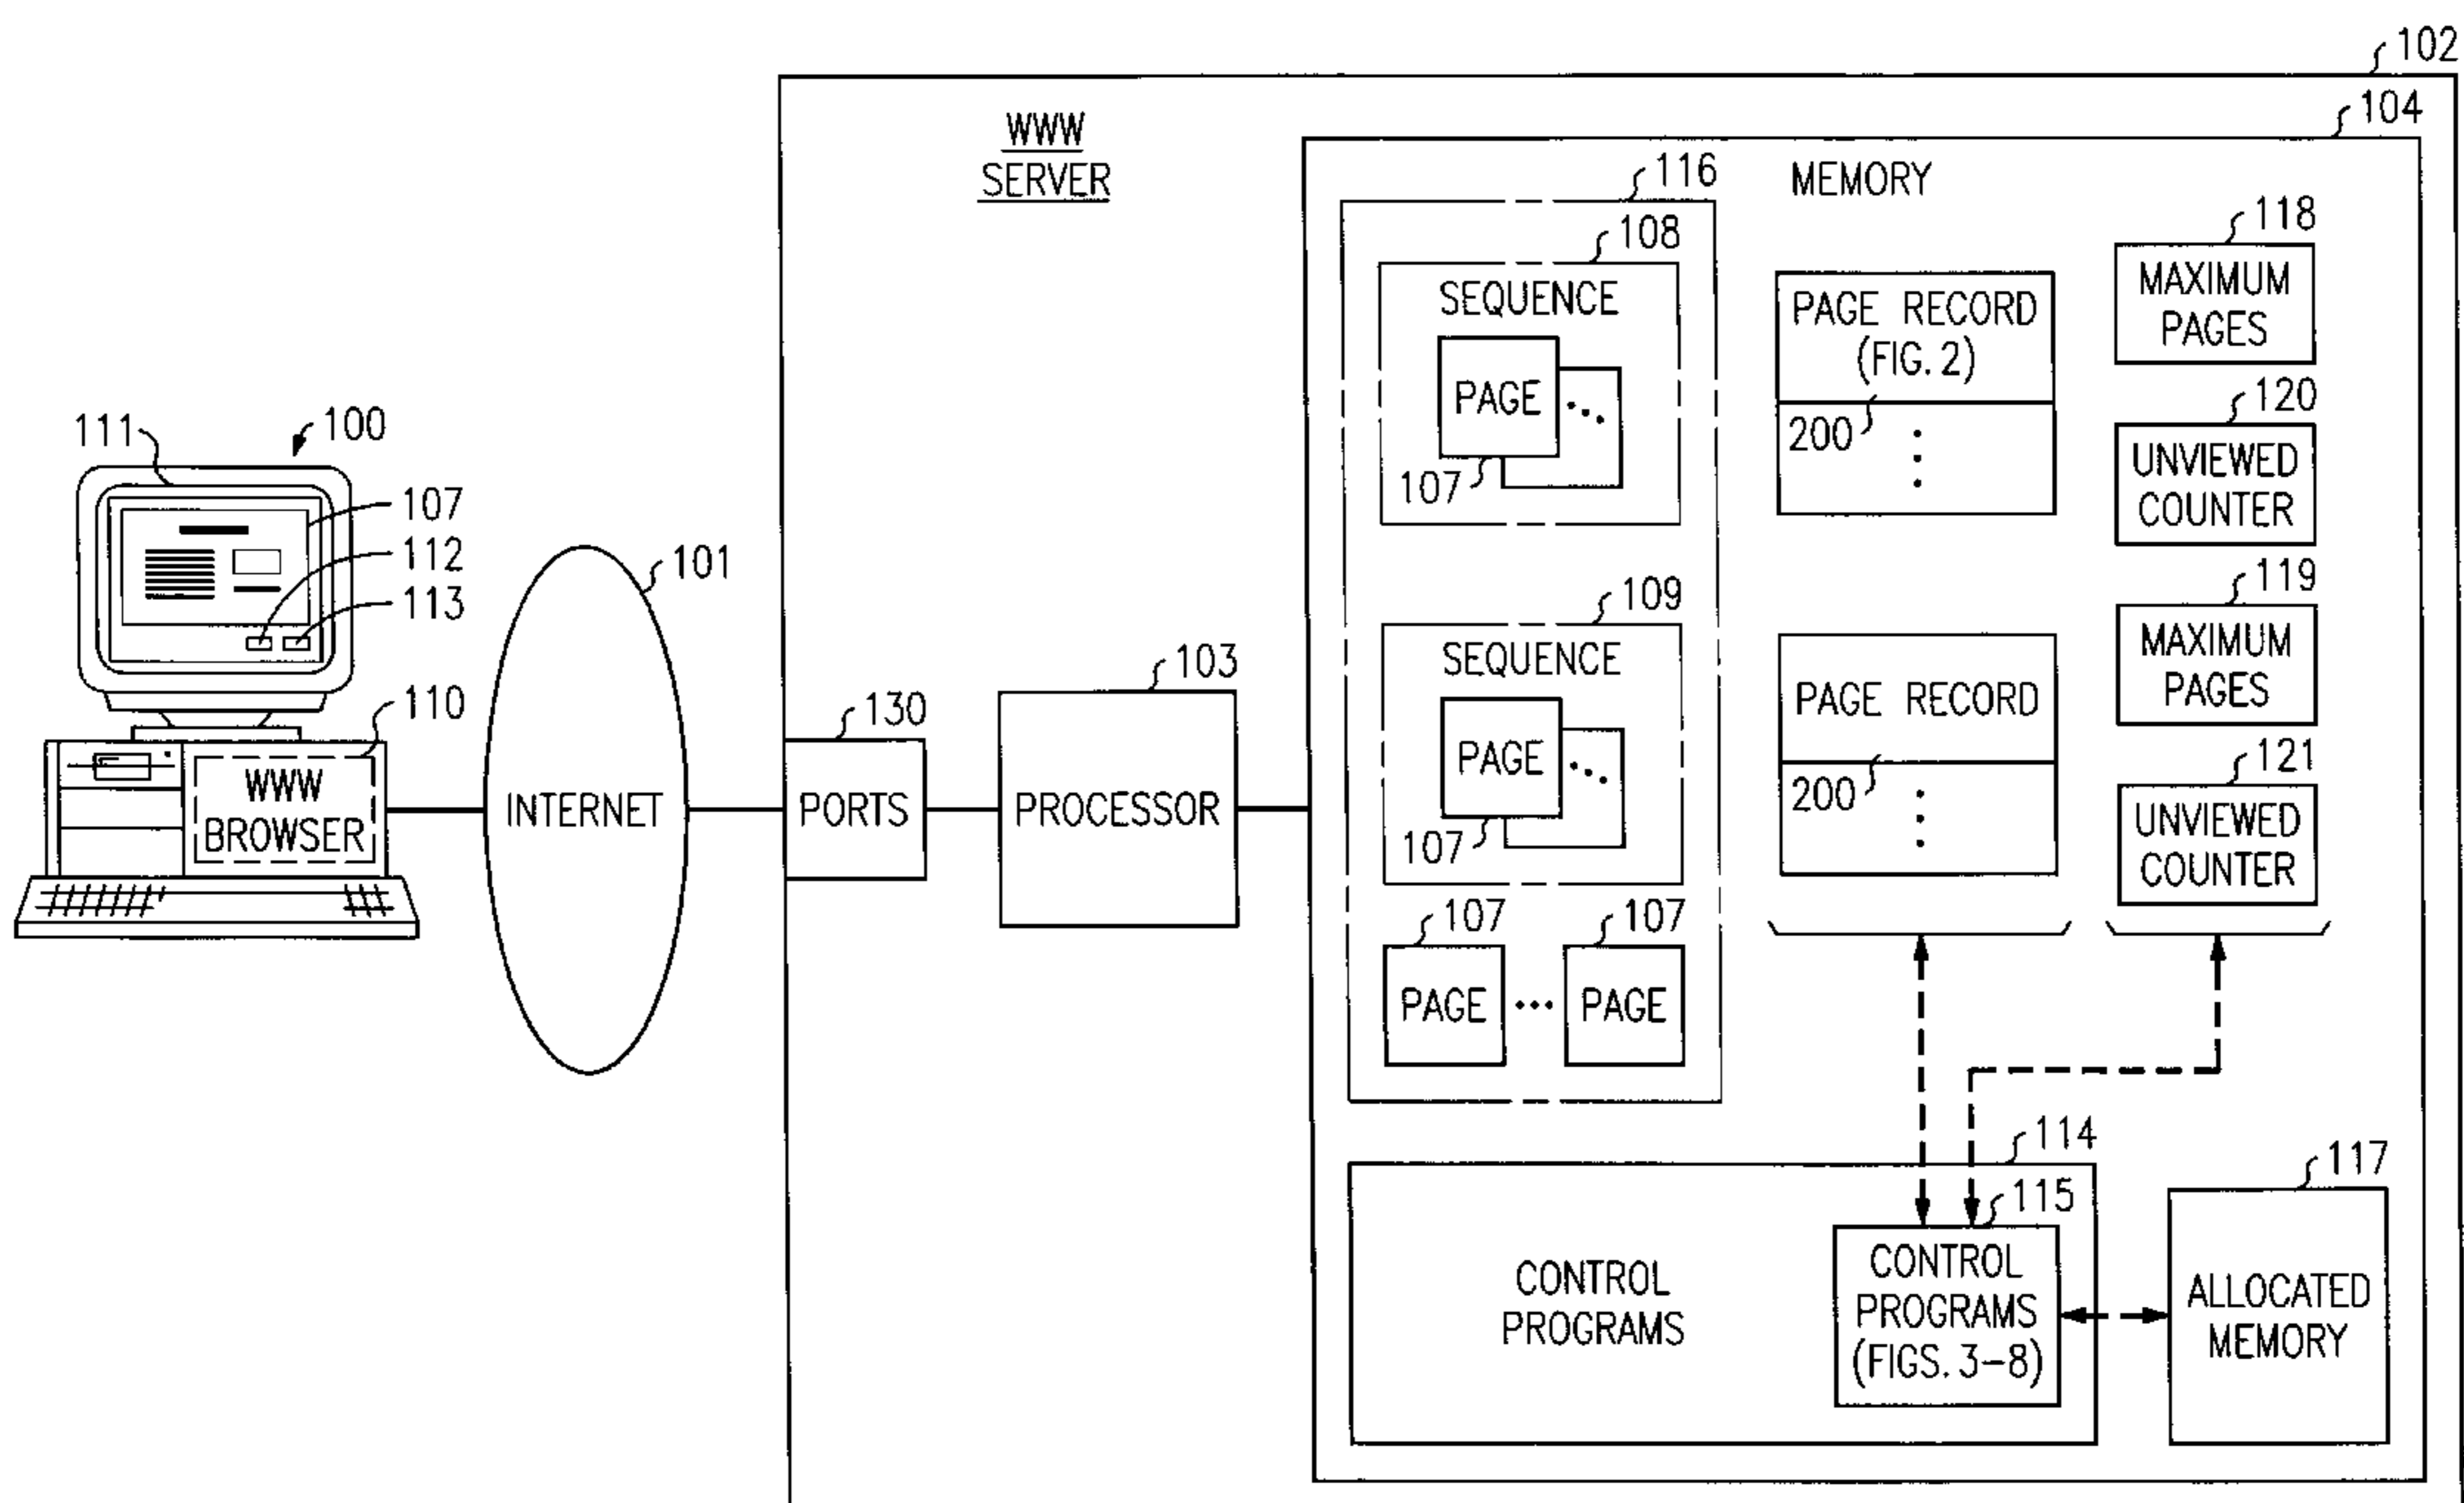 102
104
WWW
SERVER
MEMORY
116
108
SEQUENCE
PAGE
107
109
SEQUENCE
PAGE
107
107
107
PAGE ... PAGE
PAGE RECORD
(FIG. 2)
200
PAGE RECORD
200
118
MAXIMUM
PAGES
120
UNVIEWED
COUNTER
119
MAXIMUM
PAGES
121
UNVIEWED
COUNTER
111
100
107
112
113
110
WWW
BROWSER
101
INTERNET
130
PORTS
103
PROCESSOR
114
CONTROL
PROGRAMS
115
CONTROL
PROGRAMS
(FIGS. 3-8)
117
ALLOCATED
MEMORY